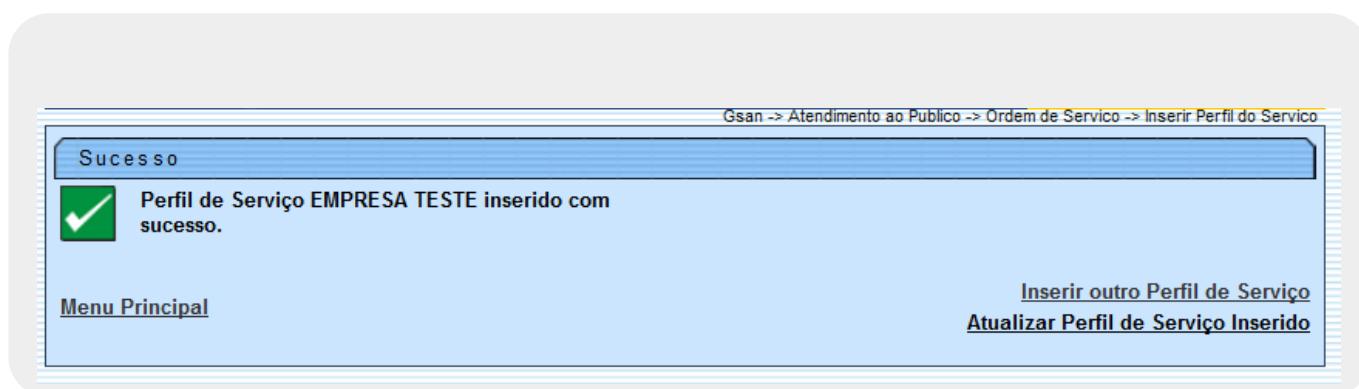 Gsan -> Atendimento ao Publico -> Ordem de Servico -> Inserir Perfil do Servico
Sucesso
Perfil de Serviço EMPRESA TESTE inserido com
sucesso.
Inserir outro Perfil de Serviço
Menu Principal
Atualizar Perfil de Serviço Inserido